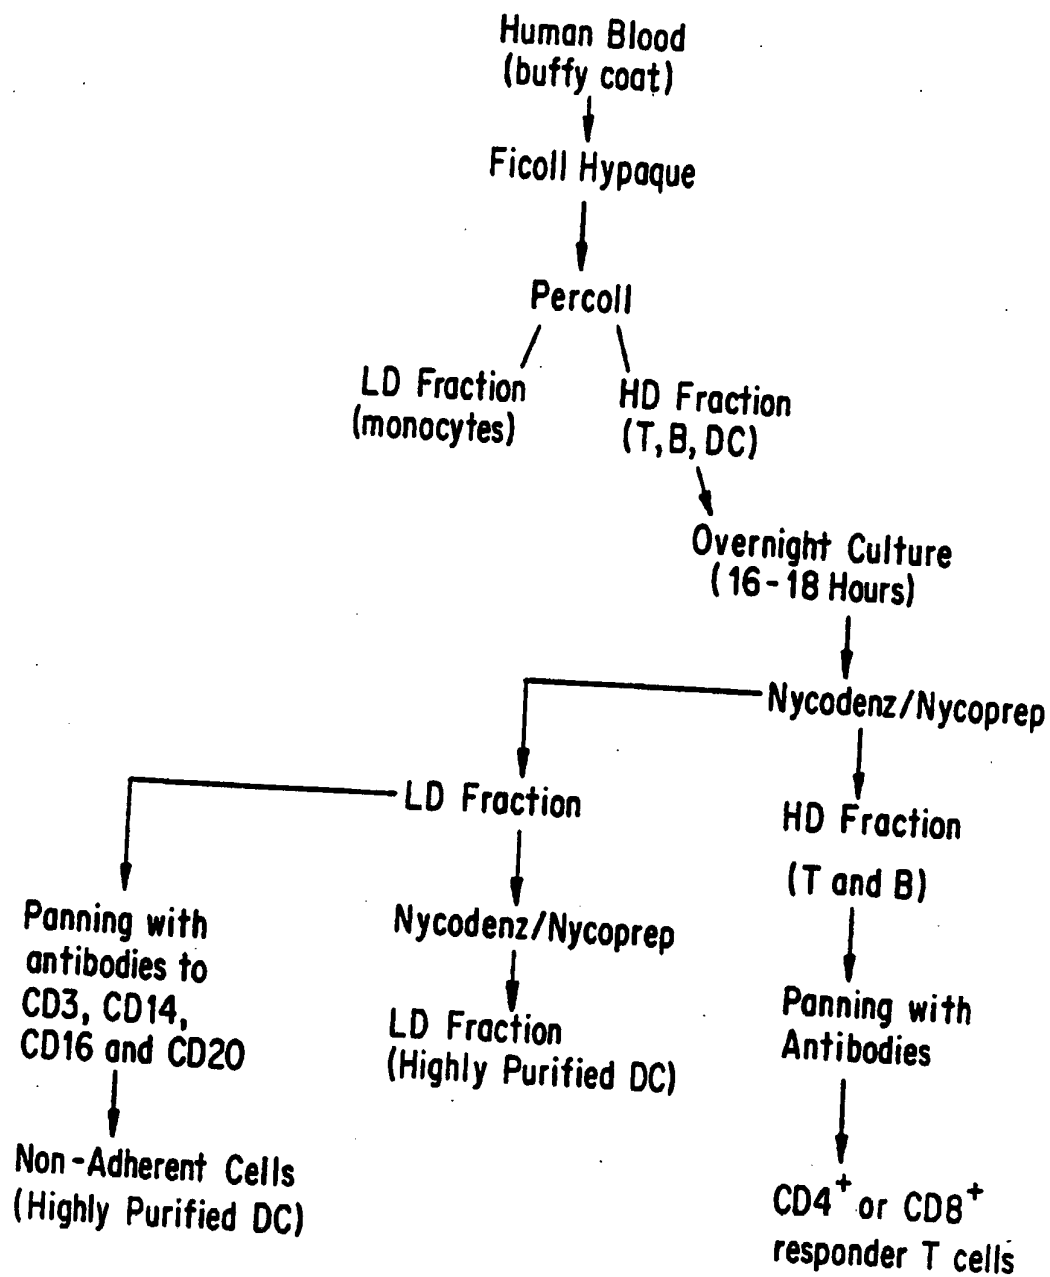 Human Blood
(buffy coat)
Ficoll Hypaque
Percoll
LD Fraction
(monocytes)
HD Fraction
(T, B, DC)
Overnight Culture
(16-18 Hours)
Nycodenz/Nycoprep
LD Fraction
HD Fraction
(T and B)
Panning with
antibodies to
CD3, CD14,
CD16 and CD20
Nycodenz/Nycoprep
LD Fraction
(Highly Purified DC)
Panning with
Antibodies
Non-Adherent Cells
(Highly Purified DC)
CD4+ or CD8+
responder T cells